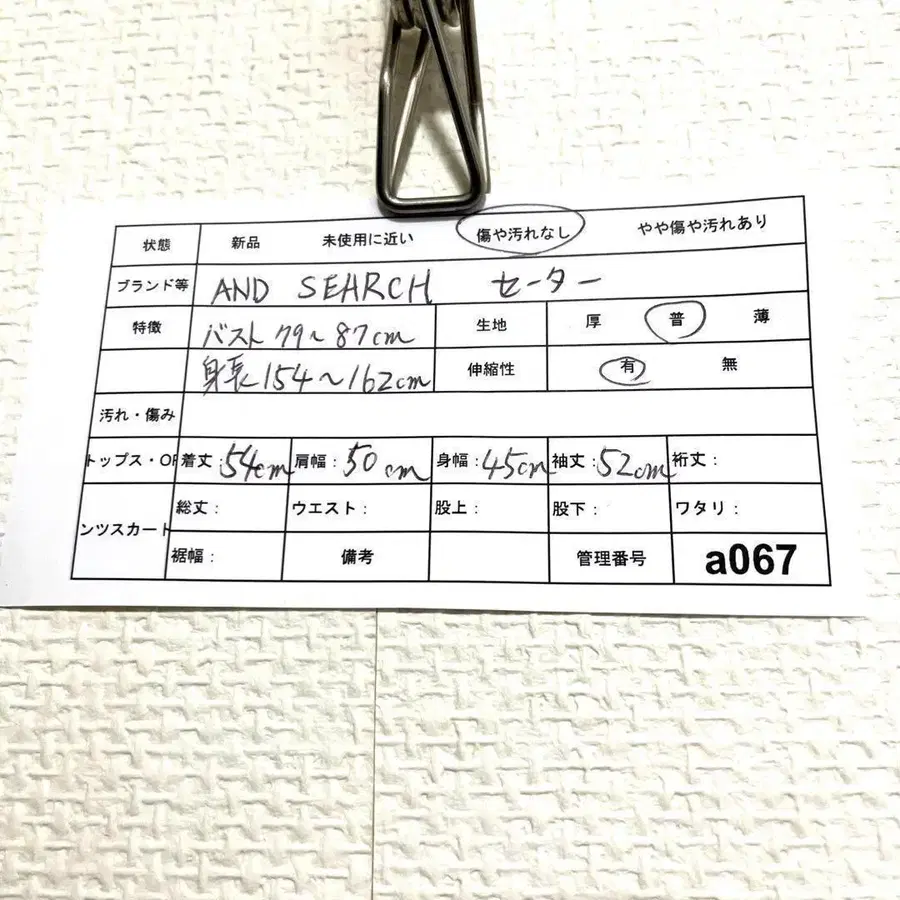 状態 新品 未使用に近い 傷や汚れなし やや傷や汚れあり
ブランド等 AND SEARCH セーター
特徴 バスト 79~87cm 生地 厚 普 薄
身長154~162cm 伸縮性 有 無
汚れ・傷み
トップス・OP 着丈：54cm 肩幅：50cm 身幅：45cm 袖丈：52cm 裄丈：
総丈： ウエスト： 股上： 股下： ワタリ：
ンツスカート
裾幅： 備考 管理番号 a067